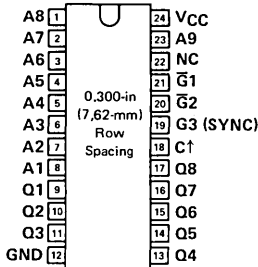 A8 1 24 VCC
A7 2 23 A9
A6 3 22 NC
A5 4 21 G̅1
A4 5 20 G̅2
A3 6 19 G3 (SYNC)
A2 7 18 C↑
A1 8 17 Q8
Q1 9 16 Q7
Q2 10 15 Q6
Q3 11 14 Q5
GND 12 13 Q4
0.300-in
(7,62-mm)
Row
Spacing